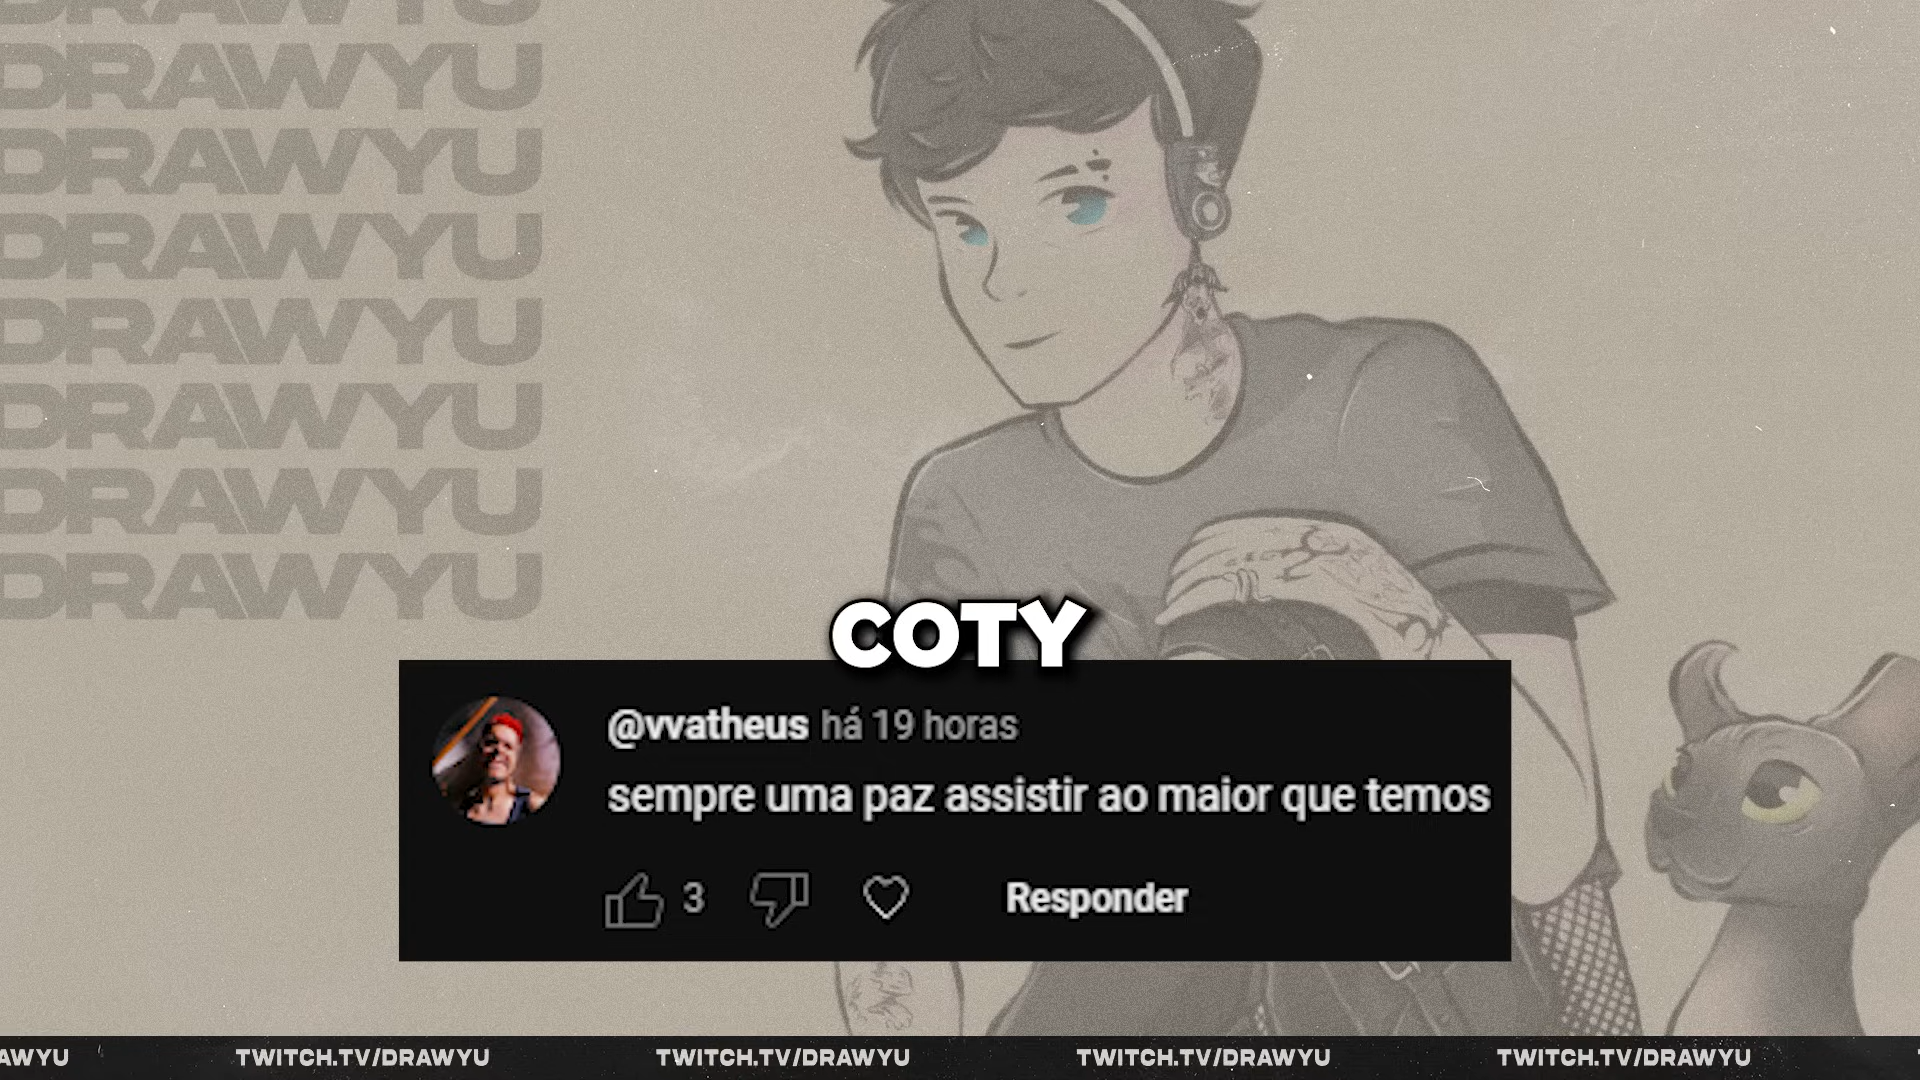 DRAWYU
DRAWYU
DRAWYU
DRAWYU
DRAWYU
DRAWYU
DRAWYU
DRAWYU
COTY
@vvatheus há 19 horas
sempre uma paz assistir ao maior que temos
3 Responder
AWYU TWITCH.TV/DRAWYU TWITCH.TV/DRAWYU TWITCH.TV/DRAWYU TWITCH.TV/DRAWYU